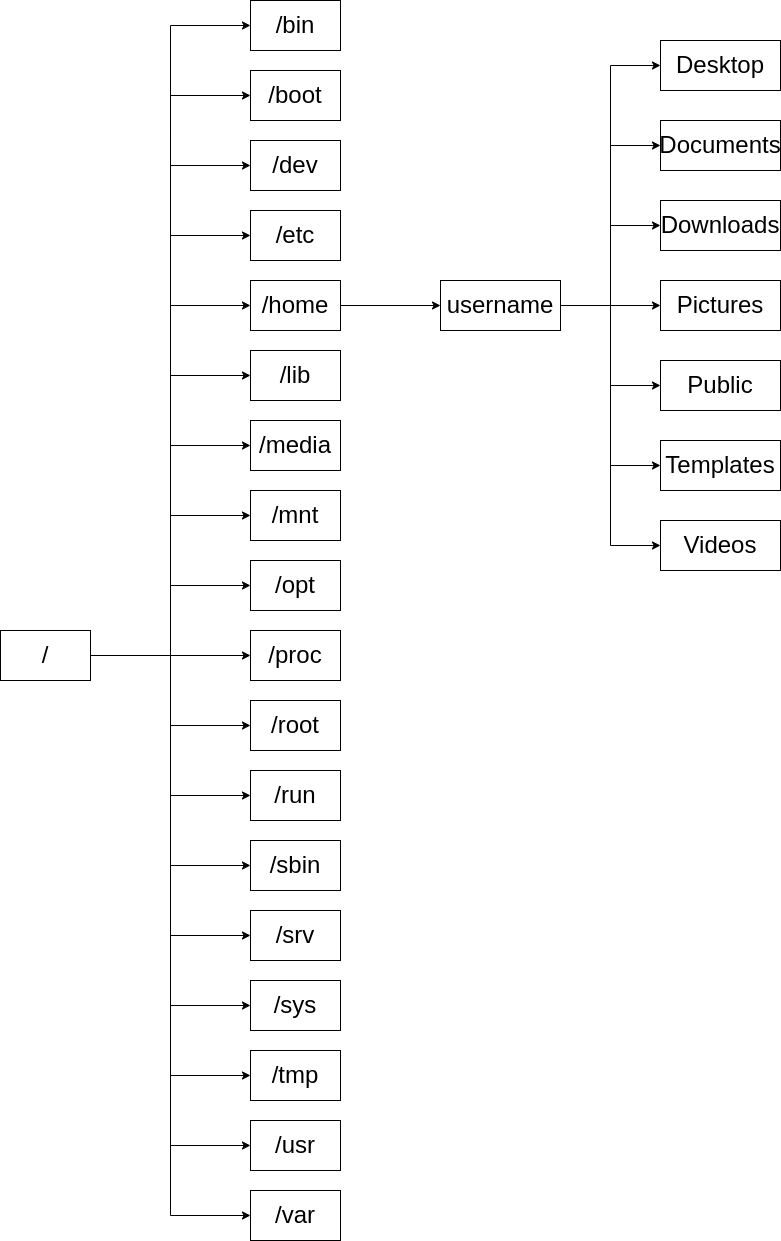 /
/bin
/boot
/dev
/etc
/home
/lib
/media
/mnt
/opt
/proc
/root
/run
/sbin
/srv
/sys
/tmp
/usr
/var
username
Desktop
Documents
Downloads
Pictures
Public
Templates
Videos